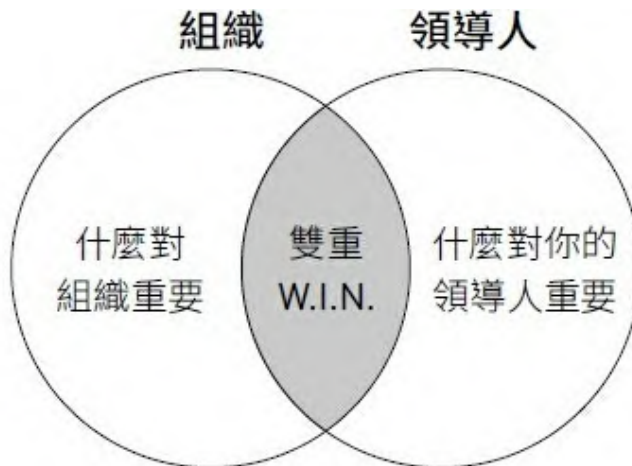 組織
領導人
什麼對
組織重要
雙重
W.I.N.
什麼對你的
領導人重要